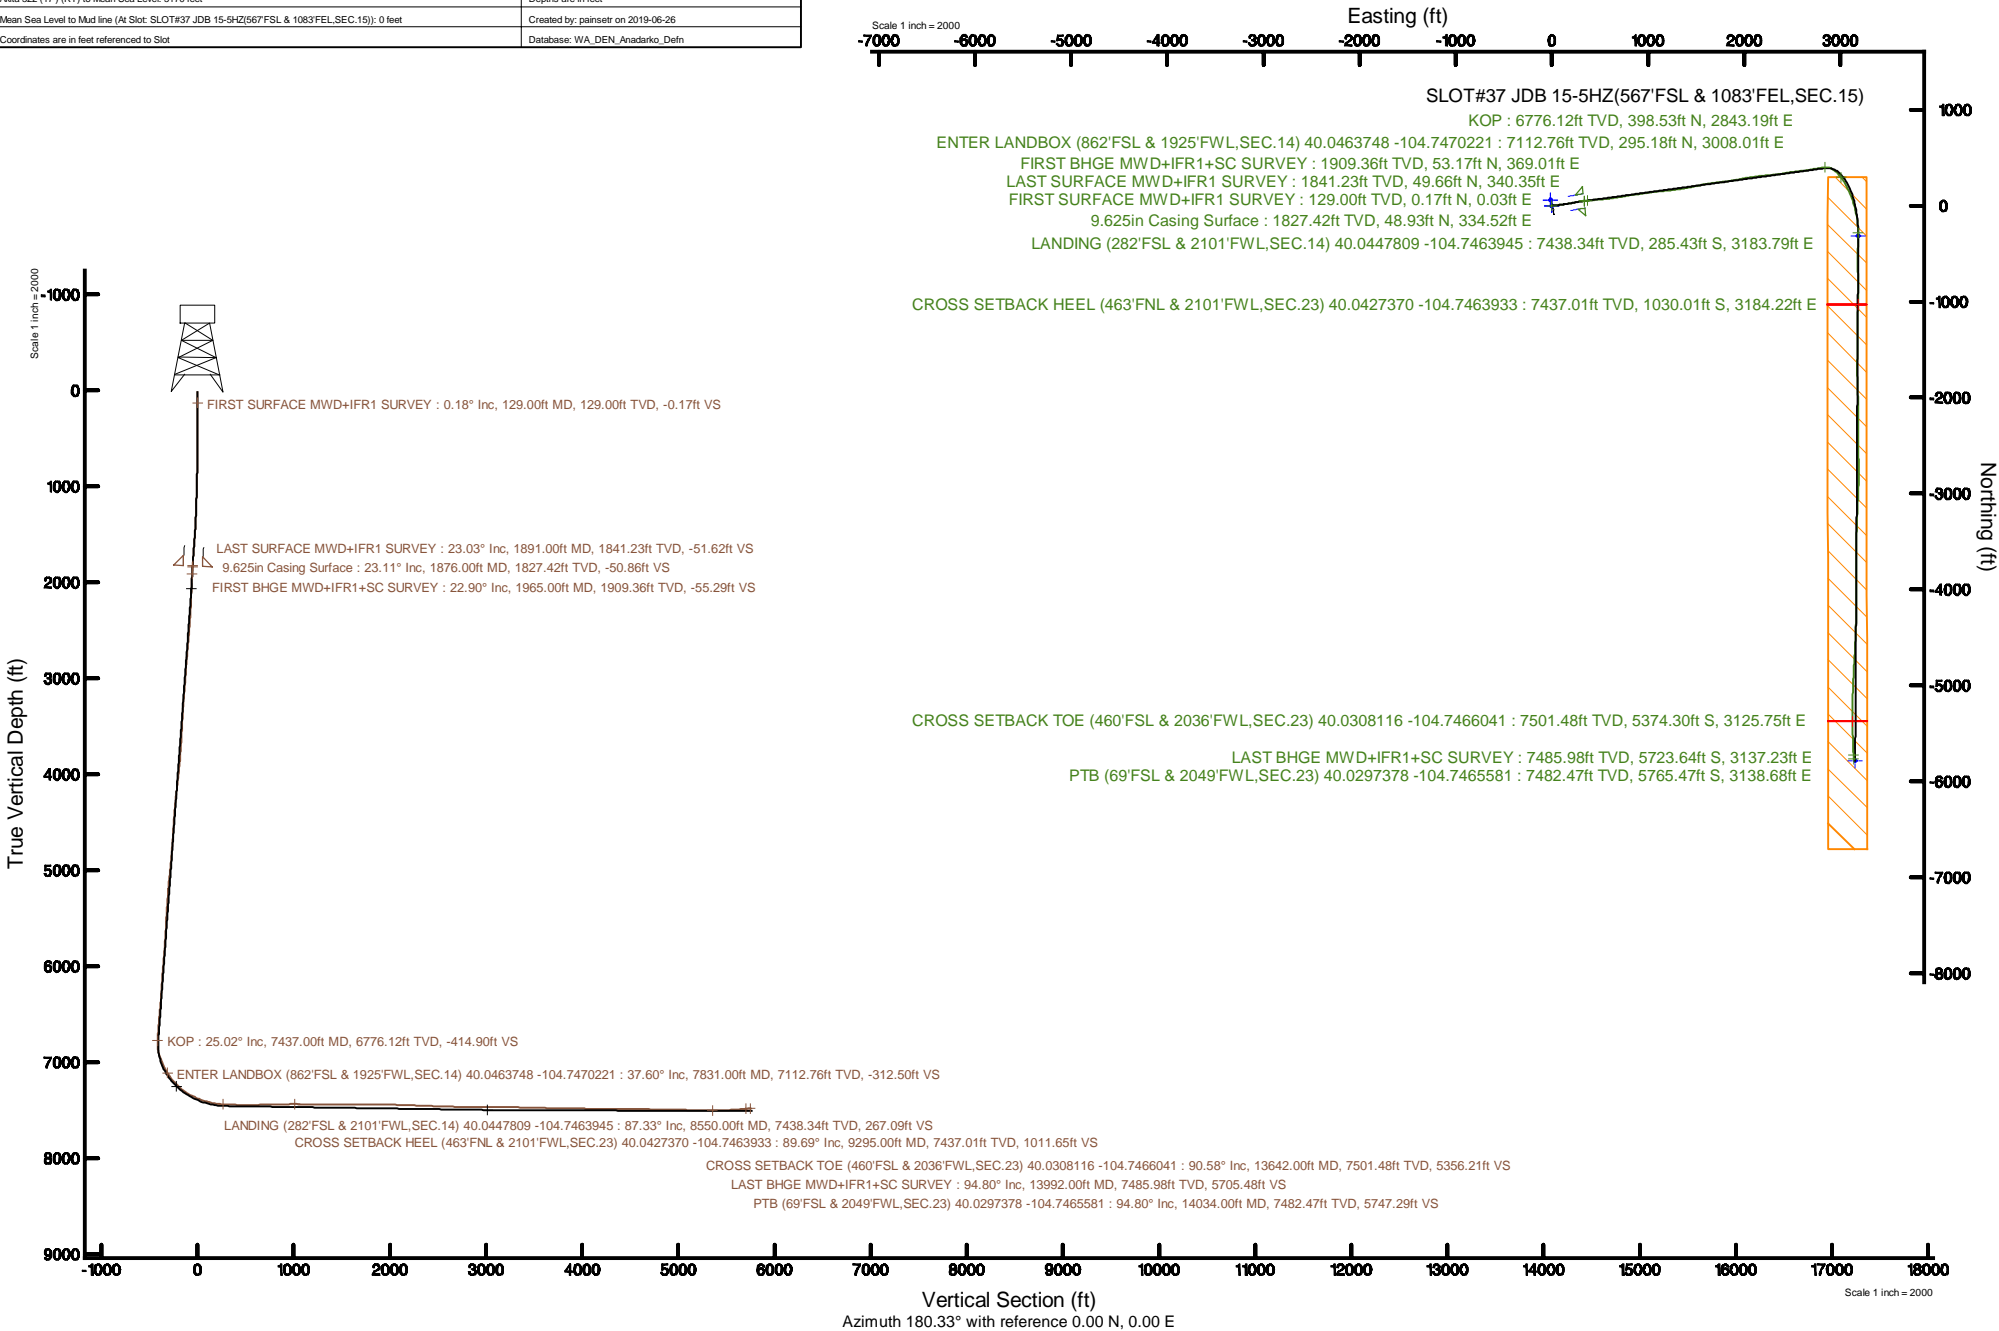 Mean Sea Level to Mud line (At Slot: SLOT#37 JDB 15-5HZ(567'FSL & 1083'FEL,SEC.15)): 0 feet
Created by: painsetr on 2019-06-26
Coordinates are in feet referenced to Slot
Database: WA_DEN_Anadarko_Defn
Easting (ft)
Scale 1 inch = 2000
-7000 -6000 -5000 -4000 -3000 -2000 -1000 0 1000 2000 3000
SLOT#37 JDB 15-5HZ(567'FSL & 1083'FEL,SEC.15)
KOP : 6776.12ft TVD, 398.53ft N, 2843.19ft E
ENTER LANDBOX (862'FSL & 1925'FWL,SEC.14) 40.0463748 -104.7470221 : 7112.76ft TVD, 295.18ft N, 3008.01ft E
FIRST BHGE MWD+IFR1+SC SURVEY : 1909.36ft TVD, 53.17ft N, 369.01ft E
LAST SURFACE MWD+IFR1 SURVEY : 1841.23ft TVD, 49.66ft N, 340.35ft E
FIRST SURFACE MWD+IFR1 SURVEY : 129.00ft TVD, 0.17ft N, 0.03ft E
9.625in Casing Surface : 1827.42ft TVD, 48.93ft N, 334.52ft E
LANDING (282'FSL & 2101'FWL,SEC.14) 40.0447809 -104.7463945 : 7438.34ft TVD, 285.43ft S, 3183.79ft E
CROSS SETBACK HEEL (463'FNL & 2101'FWL,SEC.23) 40.0427370 -104.7463933 : 7437.01ft TVD, 1030.01ft S, 3184.22ft E
CROSS SETBACK TOE (460'FSL & 2036'FWL,SEC.23) 40.0308116 -104.7466041 : 7501.48ft TVD, 5374.30ft S, 3125.75ft E
LAST BHGE MWD+IFR1+SC SURVEY : 7485.98ft TVD, 5723.64ft S, 3137.23ft E
PTB (69'FSL & 2049'FWL,SEC.23) 40.0297378 -104.7465581 : 7482.47ft TVD, 5765.47ft S, 3138.68ft E
1000
0
-1000
-2000
-3000
-4000
-5000
-6000
-7000
-8000
Northing (ft)
Scale 1 inch = 2000
True Vertical Depth (ft)
-1000
0
1000
2000
3000
4000
5000
6000
7000
8000
9000
FIRST SURFACE MWD+IFR1 SURVEY : 0.18° Inc, 129.00ft MD, 129.00ft TVD, -0.17ft VS
LAST SURFACE MWD+IFR1 SURVEY : 23.03° Inc, 1891.00ft MD, 1841.23ft TVD, -51.62ft VS
9.625in Casing Surface : 23.11° Inc, 1876.00ft MD, 1827.42ft TVD, -50.86ft VS
FIRST BHGE MWD+IFR1+SC SURVEY : 22.90° Inc, 1965.00ft MD, 1909.36ft TVD, -55.29ft VS
KOP : 25.02° Inc, 7437.00ft MD, 6776.12ft TVD, -414.90ft VS
ENTER LANDBOX (862'FSL & 1925'FWL,SEC.14) 40.0463748 -104.7470221 : 37.60° Inc, 7831.00ft MD, 7112.76ft TVD, -312.50ft VS
LANDING (282'FSL & 2101'FWL,SEC.14) 40.0447809 -104.7463945 : 87.33° Inc, 8550.00ft MD, 7438.34ft TVD, 267.09ft VS
CROSS SETBACK HEEL (463'FNL & 2101'FWL,SEC.23) 40.0427370 -104.7463933 : 89.69° Inc, 9295.00ft MD, 7437.01ft TVD, 1011.65ft VS
CROSS SETBACK TOE (460'FSL & 2036'FWL,SEC.23) 40.0308116 -104.7466041 : 90.58° Inc, 13642.00ft MD, 7501.48ft TVD, 5356.21ft VS
LAST BHGE MWD+IFR1+SC SURVEY : 94.80° Inc, 13992.00ft MD, 7485.98ft TVD, 5705.48ft VS
PTB (69'FSL & 2049'FWL,SEC.23) 40.0297378 -104.7465581 : 94.80° Inc, 14034.00ft MD, 7482.47ft TVD, 5747.29ft VS
-1000 0 1000 2000 3000 4000 5000 6000 7000 8000 9000 10000 11000 12000 13000 14000 15000 16000 17000 18000
Vertical Section (ft)
Scale 1 inch = 2000
Azimuth 180.33° with reference 0.00 N, 0.00 E